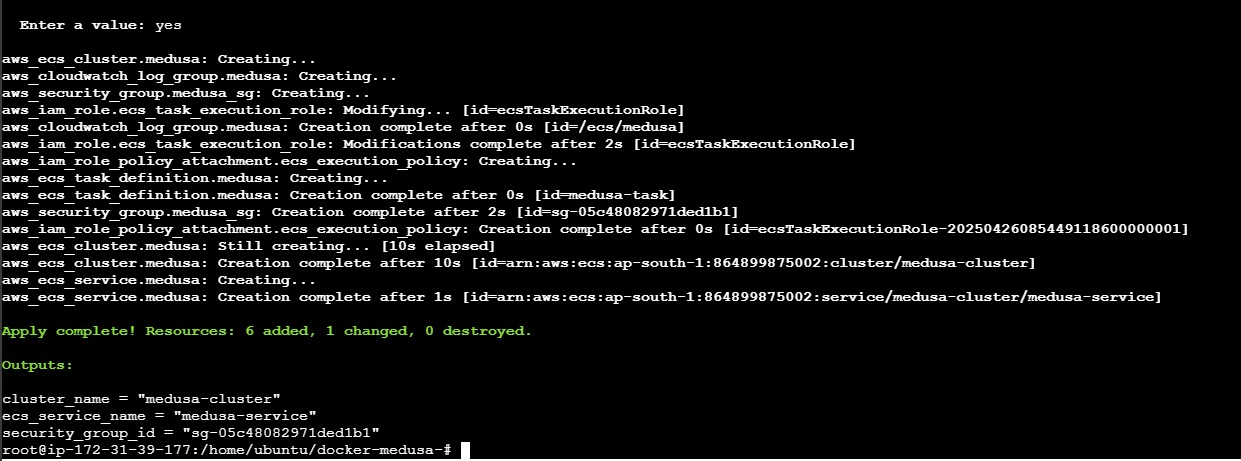 Enter a value: yes
aws_ecs_cluster.medusa: Creating...
aws_cloudwatch_log_group.medusa: Creating...
aws_security_group.medusa_sg: Creating...
aws_iam_role.ecs_task_execution_role: Modifying... [id=ecsTaskExecutionRole]
aws_cloudwatch_log_group.medusa: Creation complete after 0s [id=/ecs/medusa]
aws_iam_role.ecs_task_execution_role: Modifications complete after 2s [id=ecsTaskExecutionRole]
aws_iam_role_policy_attachment.ecs_execution_policy: Creating...
aws_ecs_task_definition.medusa: Creating...
aws_ecs_task_definition.medusa: Creation complete after 0s [id=medusa-task]
aws_security_group.medusa_sg: Creation complete after 2s [id=sg-05c48082971ded1b1]
aws_iam_role_policy_attachment.ecs_execution_policy: Creation complete after 0s [id=ecsTaskExecutionRole-20250426085449118600000001]
aws_ecs_cluster.medusa: Still creating... [10s elapsed]
aws_ecs_cluster.medusa: Creation complete after 10s [id=arn:aws:ecs:ap-south-1:864899875002:cluster/medusa-cluster]
aws_ecs_service.medusa: Creating...
aws_ecs_service.medusa: Creation complete after 1s [id=arn:aws:ecs:ap-south-1:864899875002:service/medusa-cluster/medusa-service]
Apply complete! Resources: 6 added, 1 changed, 0 destroyed.
Outputs:
cluster_name = "medusa-cluster"
ecs_service_name = "medusa-service"
security_group_id = "sg-05c48082971ded1b1"
root@ip-172-31-39-177:/home/ubuntu/docker-medusa-#